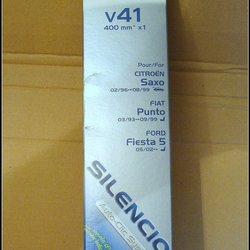 v41
400 mm* x1
Pour/For
CITROËN
Saxo
02/96→08/99
FIAT
Punto
03/93→09/99
FORD
Fiesta 5
05/02→
SILENCIO